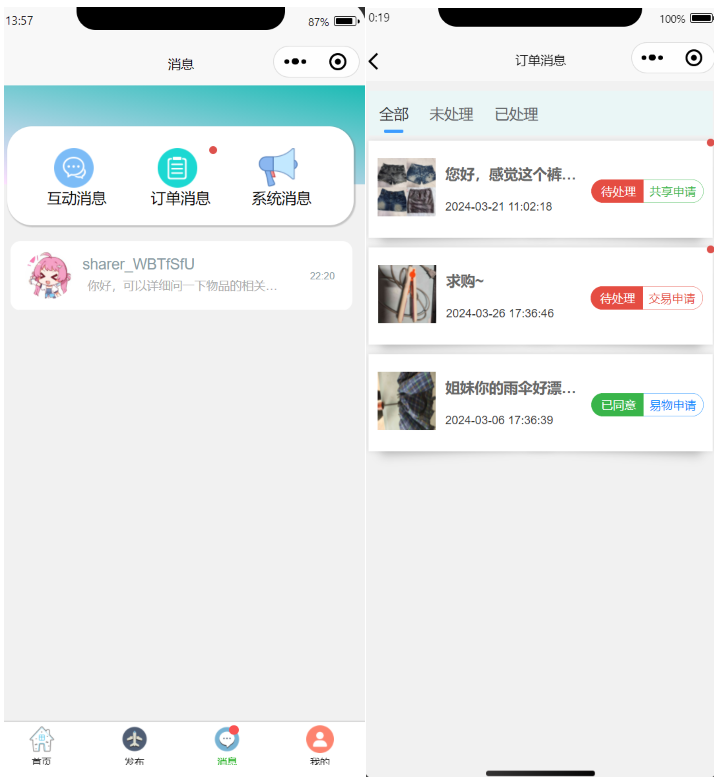 13:57
87%
消息
互动消息
订单消息
系统消息
sharer_WBTfSfU
你好，可以详细问一下物品的相关...
22:20
首页
发布
消息
我的
0:19
100%
订单消息
全部
未处理
已处理
您好，感觉这个裤...
2024-03-21 11:02:18
待处理
共享申请
求购~
2024-03-26 17:36:46
待处理
交易申请
姐妹你的雨伞好漂...
2024-03-06 17:36:39
已同意
易物申请